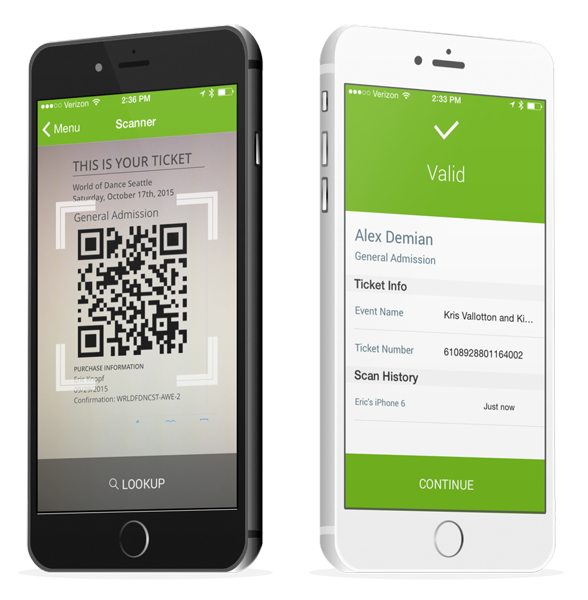 Verizon 2:36 PM
Menu Scanner
THIS IS YOUR TICKET
World of Dance Seattle
Saturday, October 17th, 2015
General Admission
PURCHASE INFORMATION
Eric Knopf
09/29/2015
Confirmation: WRLDFDNCST-AWE-2
LOOKUP
Verizon 2:33 PM
Valid
Alex Demian
General Admission
Ticket Info
Event Name Kris Vallotton and Ki...
Ticket Number 6108928801164002
Scan History
Eric's iPhone 6 Just now
CONTINUE